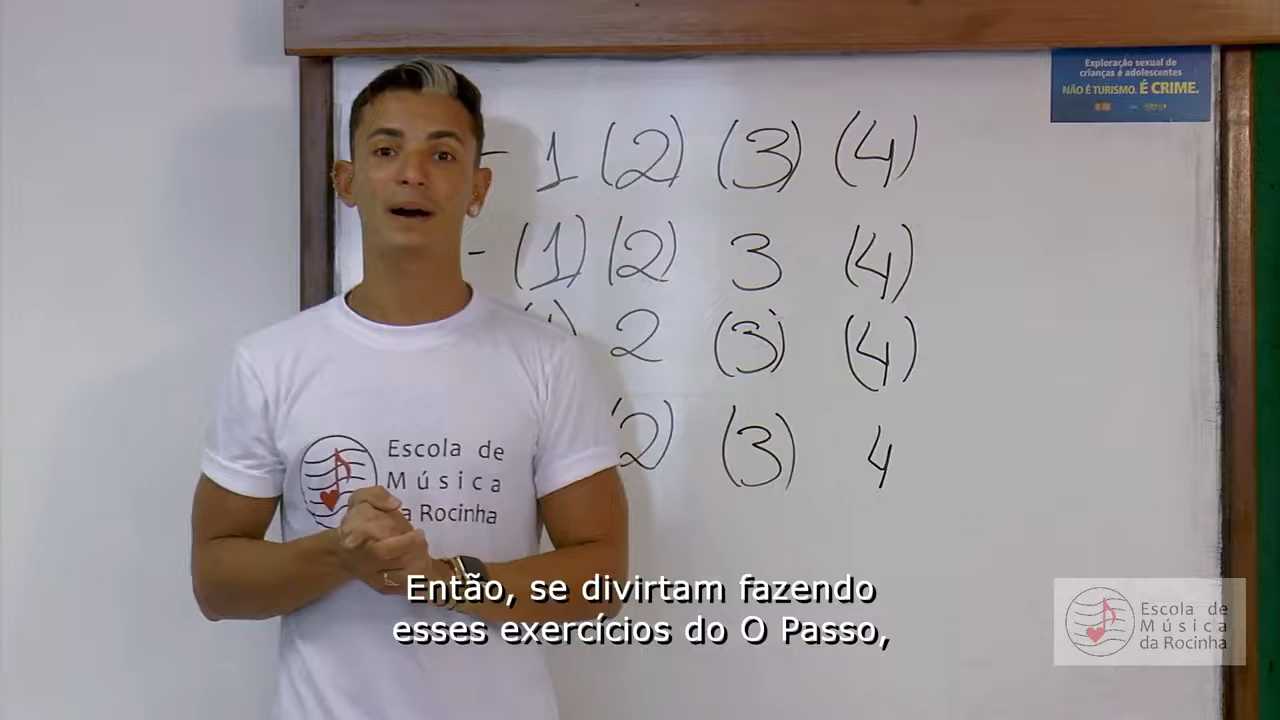 Exploração sexual de
crianças e adolescentes
NÃO É TURISMO. É CRIME.
- 1 (2) (3) (4)
- (1) (2) 3 (4)
(1) 2 (3) (4)
(2) (3) 4
Escola de
Música
da Rocinha
Então, se divirtam fazendo
esses exercícios do O Passo,
Escola de
Música
da Rocinha